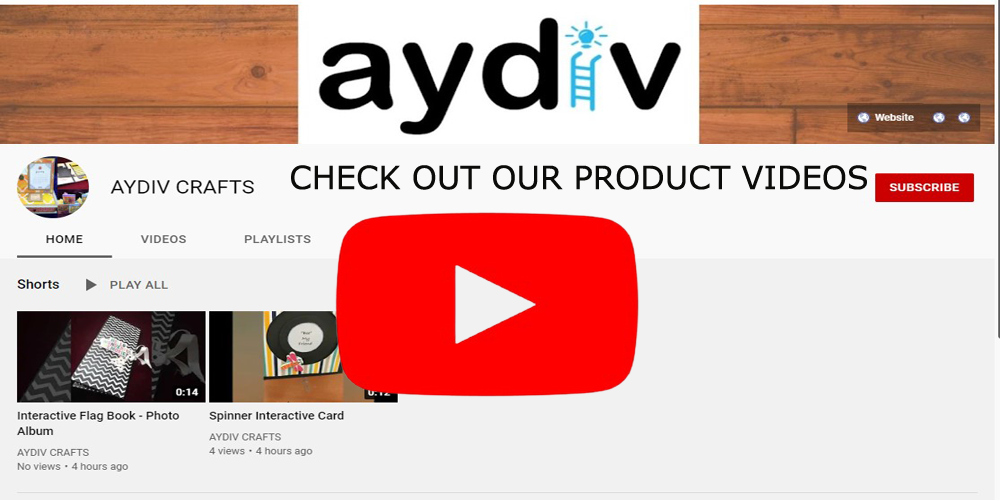 aydiv
Website
AYDIV CRAFTS
CHECK OUT OUR PRODUCT VIDEOS
SUBSCRIBE
HOME
VIDEOS
PLAYLISTS
Shorts
PLAY ALL
0:14
0:12
Interactive Flag Book - Photo
Album
AYDIV CRAFTS
No views • 4 hours ago
Spinner Interactive Card
AYDIV CRAFTS
4 views • 4 hours ago